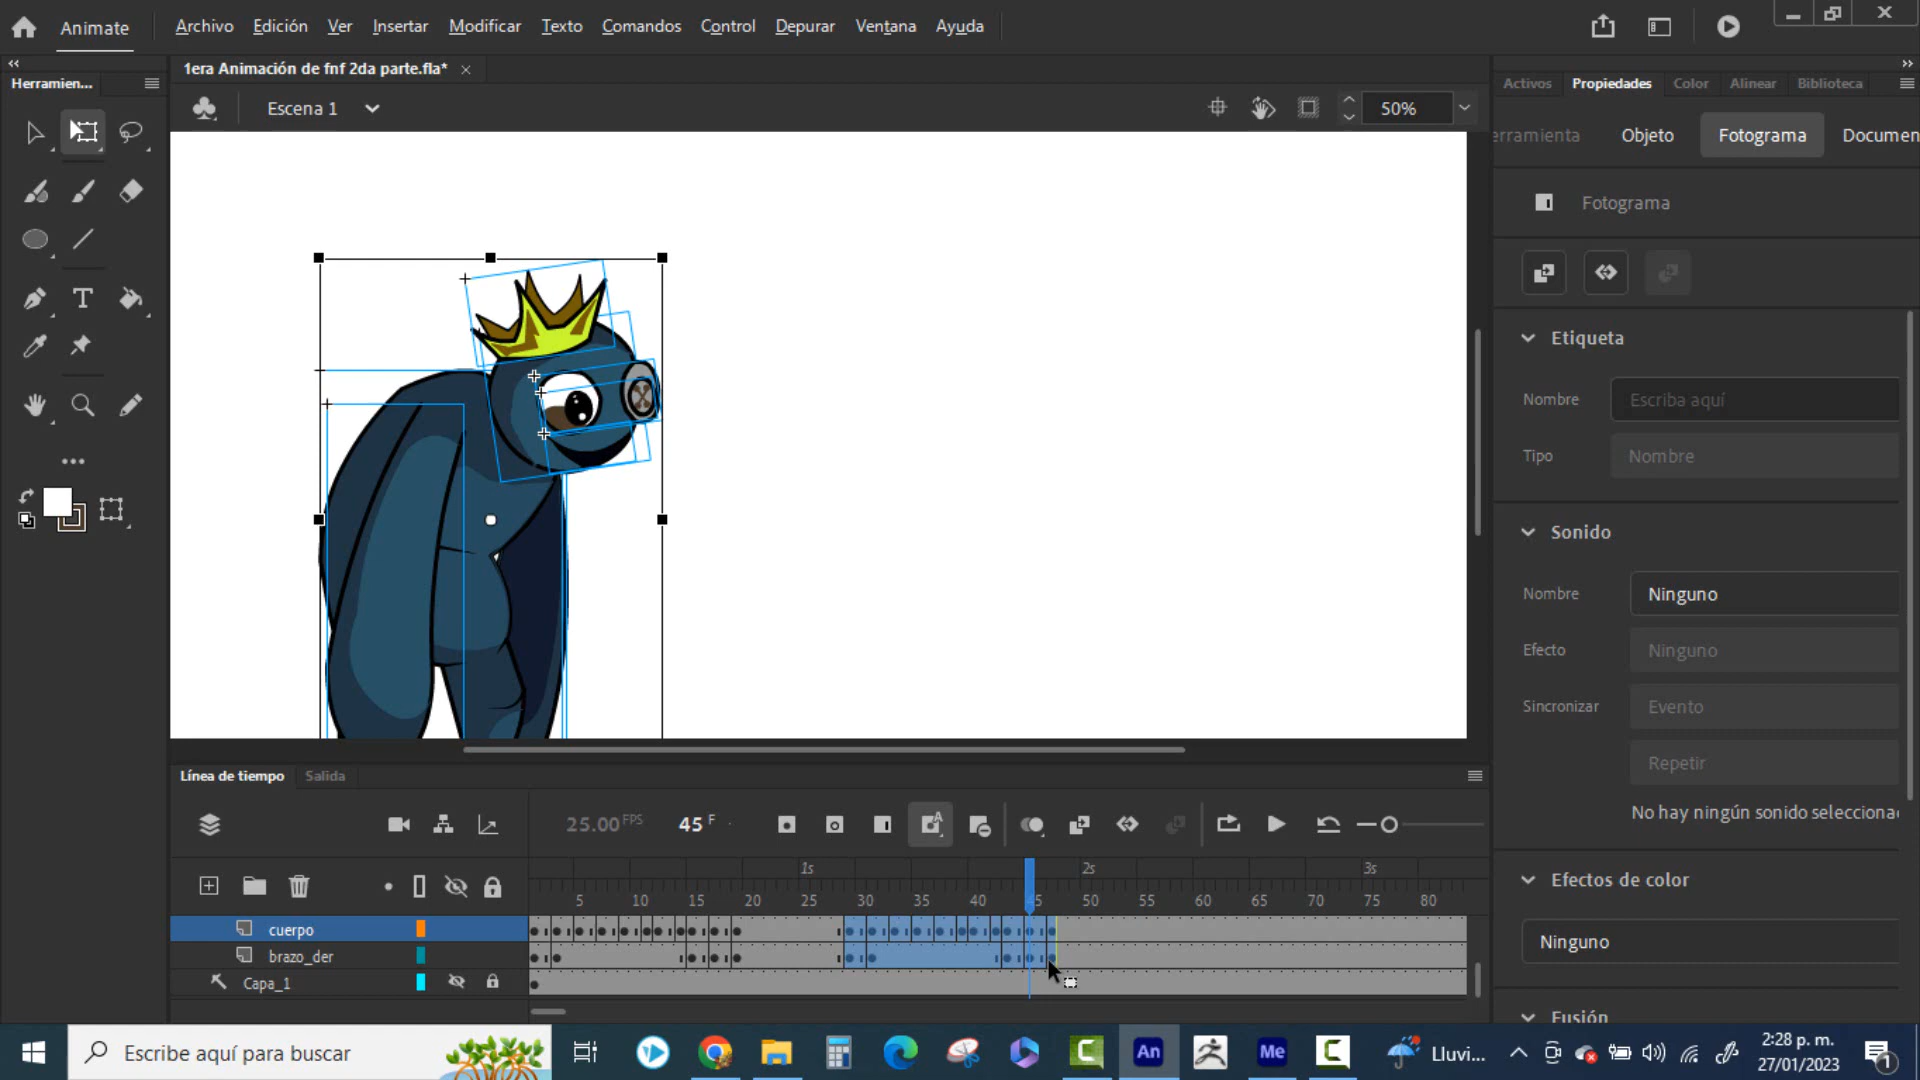 Animate
Archivo Edición Ver Insertar Modificar Texto Comandos Control Depurar Ventana Ayuda
Herramien...
1era Animación de fnf 2da parte.fla*
Activos Propiedades Color Alinear Biblioteca
Escena 1
50%
erramienta Objeto Fotograma Documen
Fotograma
Etiqueta
Nombre Escriba aquí
Tipo Nombre
Sonido
Nombre Ninguno
Efecto Ninguno
Sincronizar Evento
Repetir
No hay ningún sonido selecciona
Efectos de color
Ninguno
Fusión
Línea de tiempo Salida
25.00 FPS 45 F
1s 2s 3s
5 10 15 20 25 30 35 40 45 50 55 60 65 70 75 80
cuerpo
brazo_der
Capa_1
Escribe aquí para buscar
An
Me
Lluvi...
2:28 p. m.
27/01/2023
1